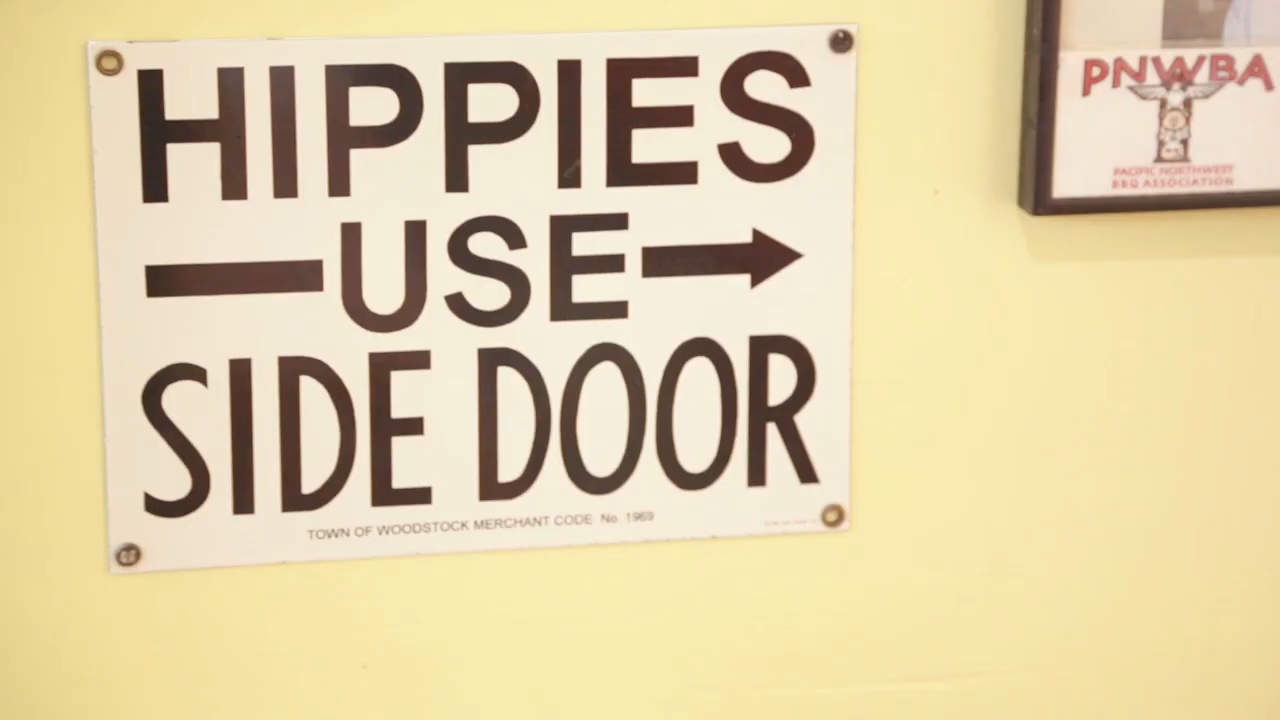 HIPPIES
USE
SIDE DOOR
TOWN OF WOODSTOCK MERCHANT CODE No. 1969
PNWBA
PACIFIC NORTHWEST
BBQ ASSOCIATION